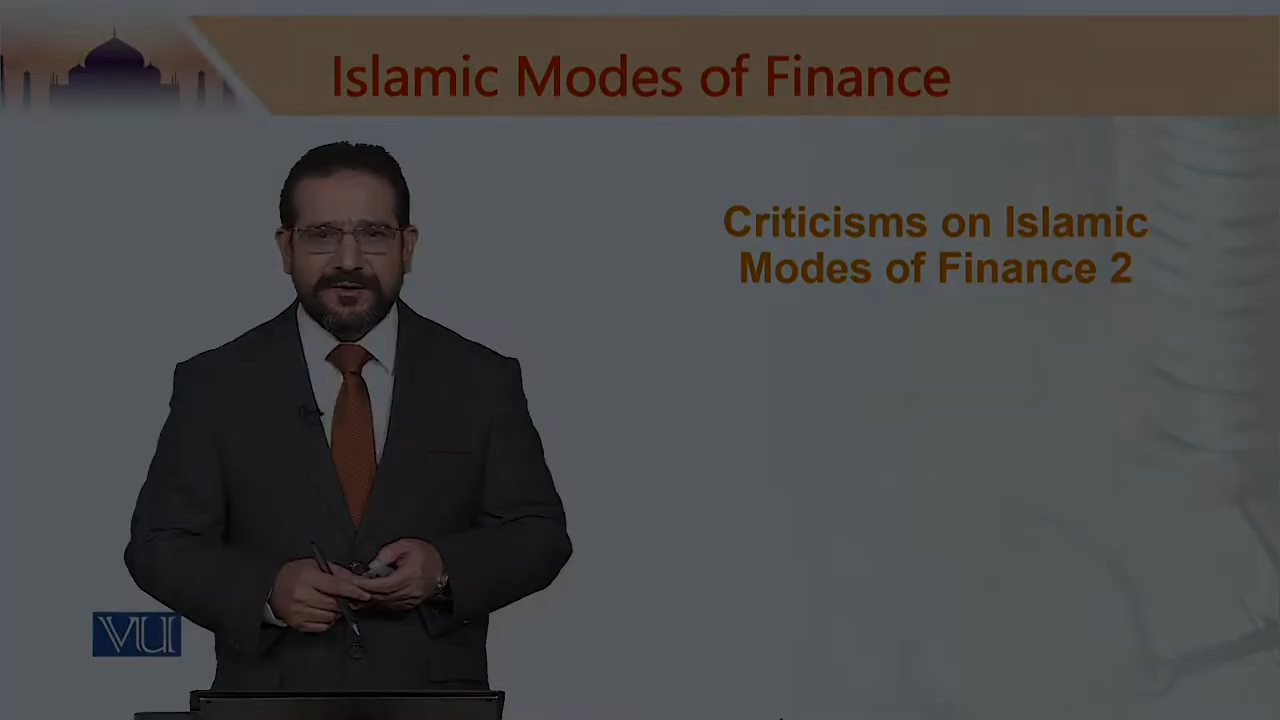 Islamic Modes of Finance
Criticisms on Islamic
Modes of Finance 2
VU